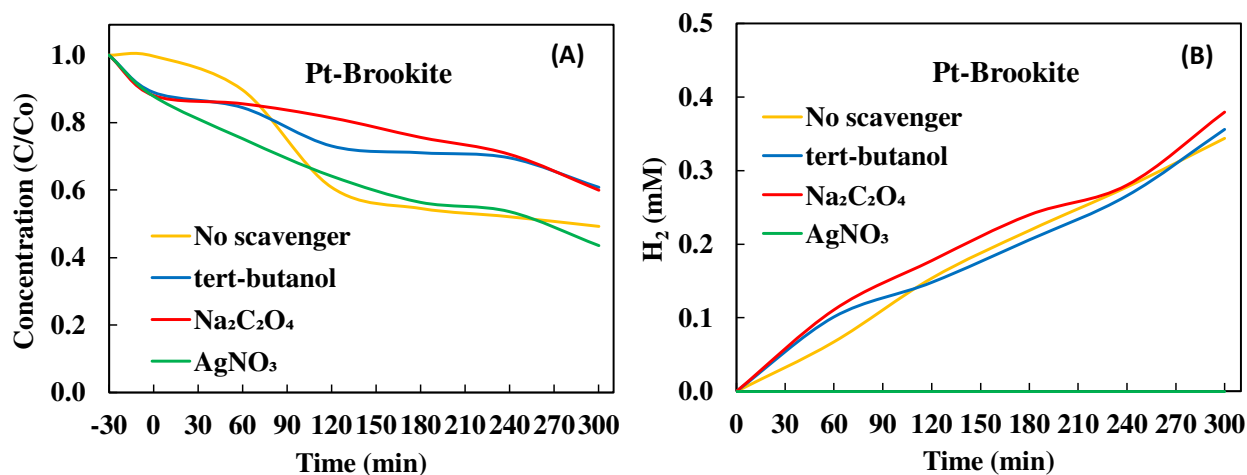 (A)
Pt-Brookite
Concentration (C/Co)
1.0
0.8
0.6
0.4
0.2
0.0
No scavenger
tert-butanol
Na₂C₂O₄
AgNO₃
-30 0 30 60 90 120 150 180 210 240 270 300
Time (min)
(B)
Pt-Brookite
H₂ (mM)
0.5
0.4
0.3
0.2
0.1
0.0
No scavenger
tert-butanol
Na₂C₂O₄
AgNO₃
0 30 60 90 120 150 180 210 240 270 300
Time (min)